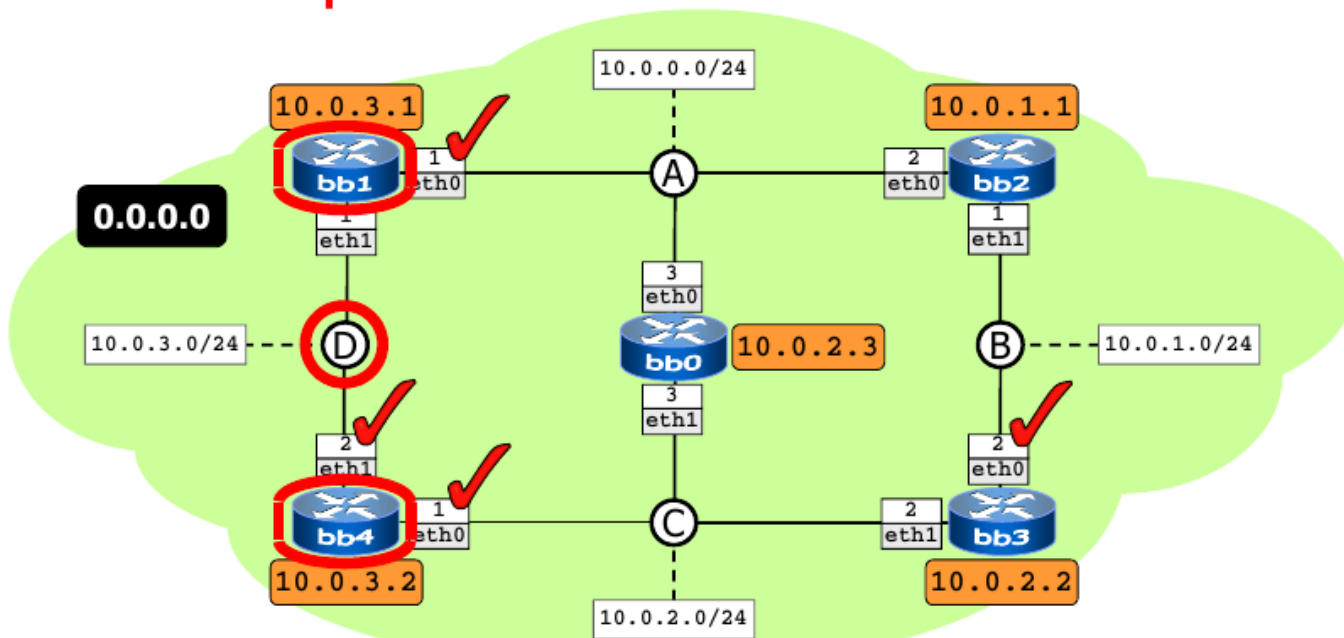 10.0.0.0/24
10.0.3.1
10.0.1.1
1
eth0
bb1
A
2
eth0
bb2
0.0.0.0
1
eth1
1
eth1
3
eth0
10.0.3.0/24
D
bb0
10.0.2.3
B
10.0.1.0/24
3
eth1
2
eth1
2
eth0
bb4
1
eth0
C
2
eth1
bb3
10.0.3.2
10.0.2.2
10.0.2.0/24